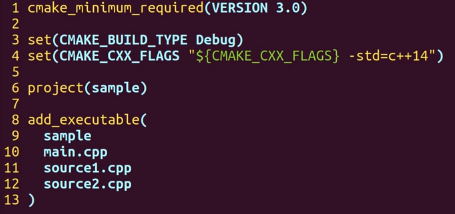 1 cmake_minimum_required(VERSION 3.0)
2
3 set(CMAKE_BUILD_TYPE Debug)
4 set(CMAKE_CXX_FLAGS "${CMAKE_CXX_FLAGS} -std=c++14")
5
6 project(sample)
7
8 add_executable(
9   sample
10   main.cpp
11   source1.cpp
12   source2.cpp
13 )